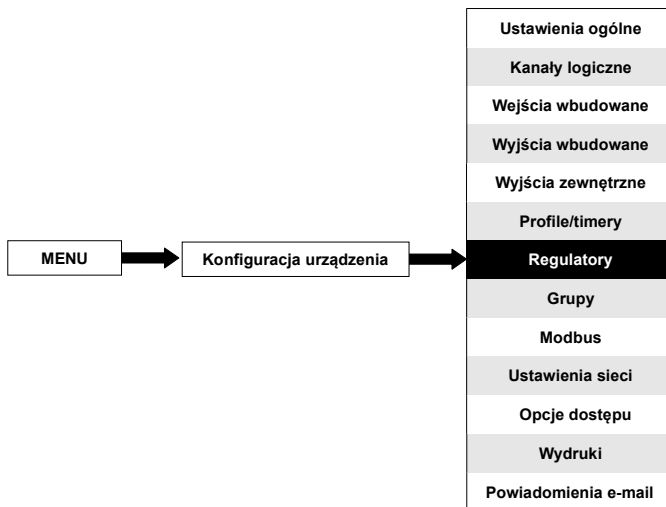 Ustawienia ogólne
Kanały logiczne
Wejścia wbudowane
Wyjścia wbudowane
Wyjścia zewnętrzne
Profile/timery
MENU
Konfiguracja urządzenia
Regulatory
Grupy
Modbus
Ustawienia sieci
Opcje dostępu
Wydruki
Powiadomienia e-mail